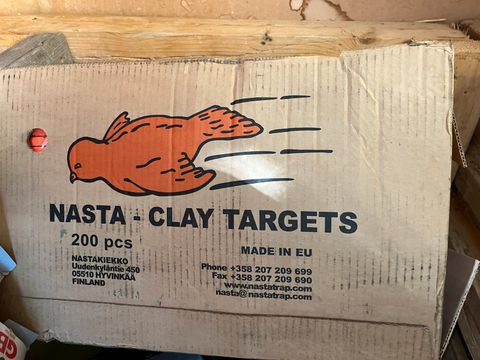 NASTA - CLAY TARGETS
200 pcs
MADE IN EU
NASTAKIEKKO
Uudenkyläntie 450
05510 HYVINKÄÄ
FINLAND
Phone +358 207 209 699
Fax +358 207 209 690
www.nastatrap.com
nasta@nastatrap.com
GB